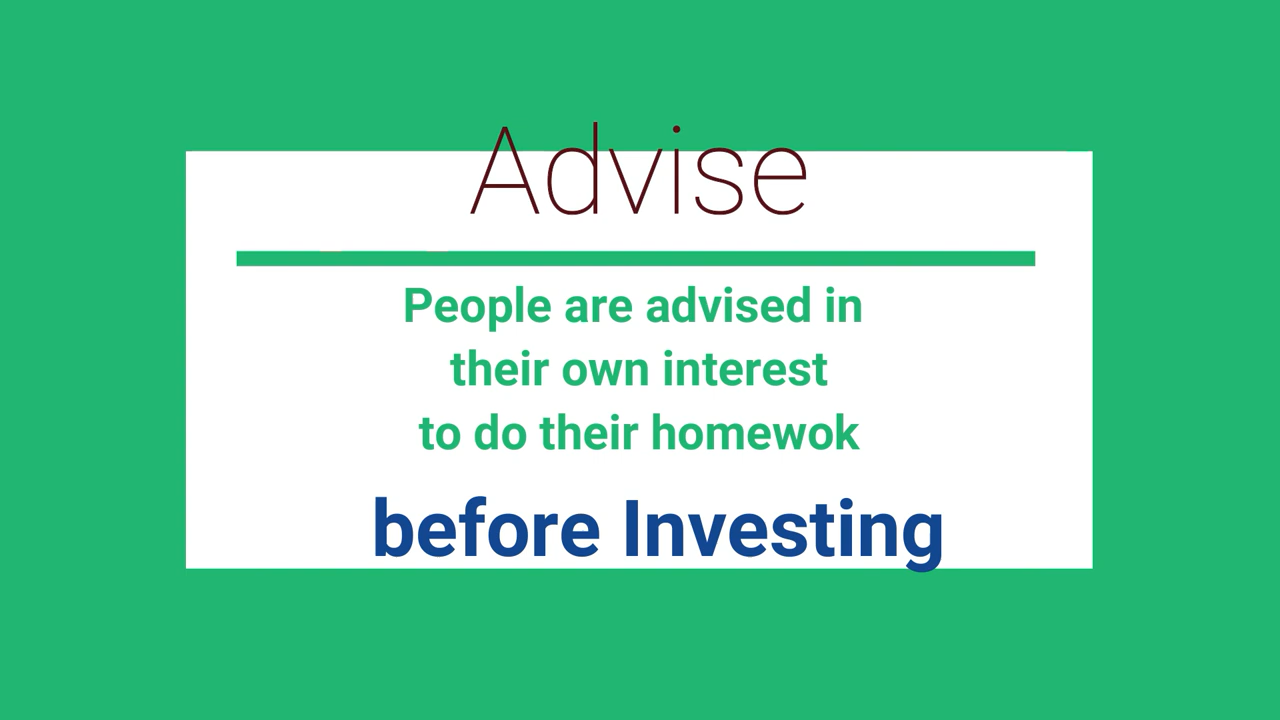 Advise
People are advised in
their own interest
to do their homewok
before Investing